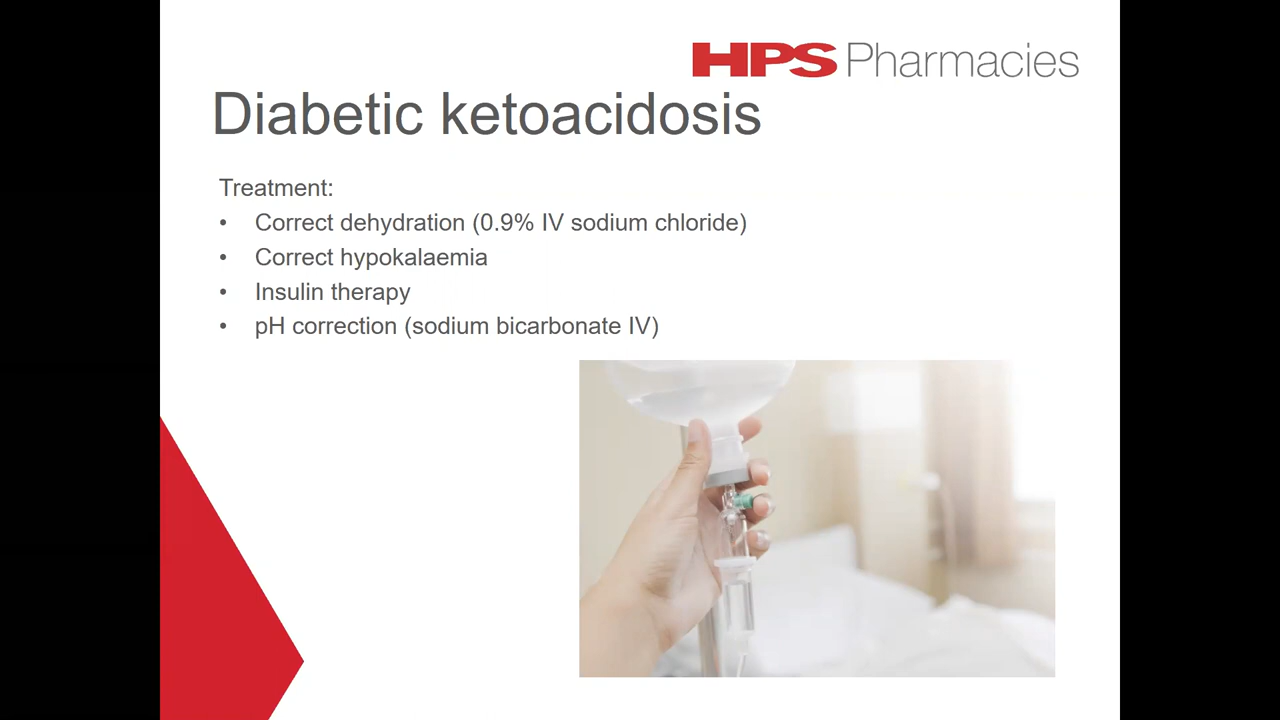 HPS Pharmacies
Diabetic ketoacidosis
Treatment:
• Correct dehydration (0.9% IV sodium chloride)
• Correct hypokalaemia
• Insulin therapy
• pH correction (sodium bicarbonate IV)